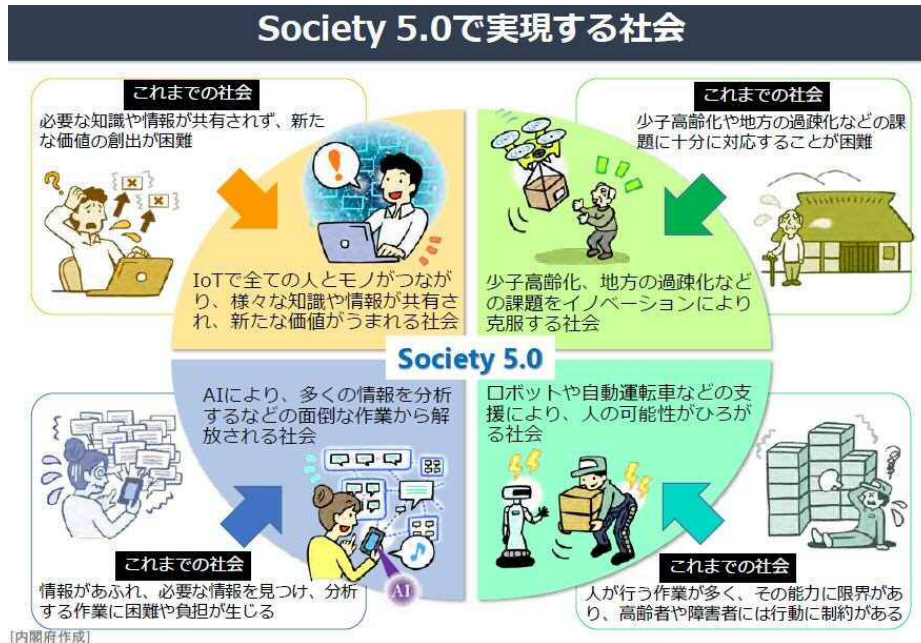 Society 5.0で実現する社会
これまでの社会
必要な知識や情報が共有されず、新た
な価値の創出が困難
これまでの社会
少子高齢化や地方の過疎化などの課
題に十分に対応することが困難
IoTで全ての人とモノがつなが
り、様々な知識や情報が共有さ
れ、新たな価値がうまれる社会
少子高齢化、地方の過疎化など
の課題をイノベーションにより
克服する社会
Society 5.0
AIにより、多くの情報を分析
するなどの面倒な作業から解
放される社会
ロボットや自動運転車などの支
援により、人の可能性がひろが
る社会
AI
これまでの社会
情報があふれ、必要な情報を見つけ、分析
する作業に困難や負担が生じる
これまでの社会
人が行う作業が多く、その能力に限界があ
り、高齢者や障害者には行動に制約がある
[内閣府作成]